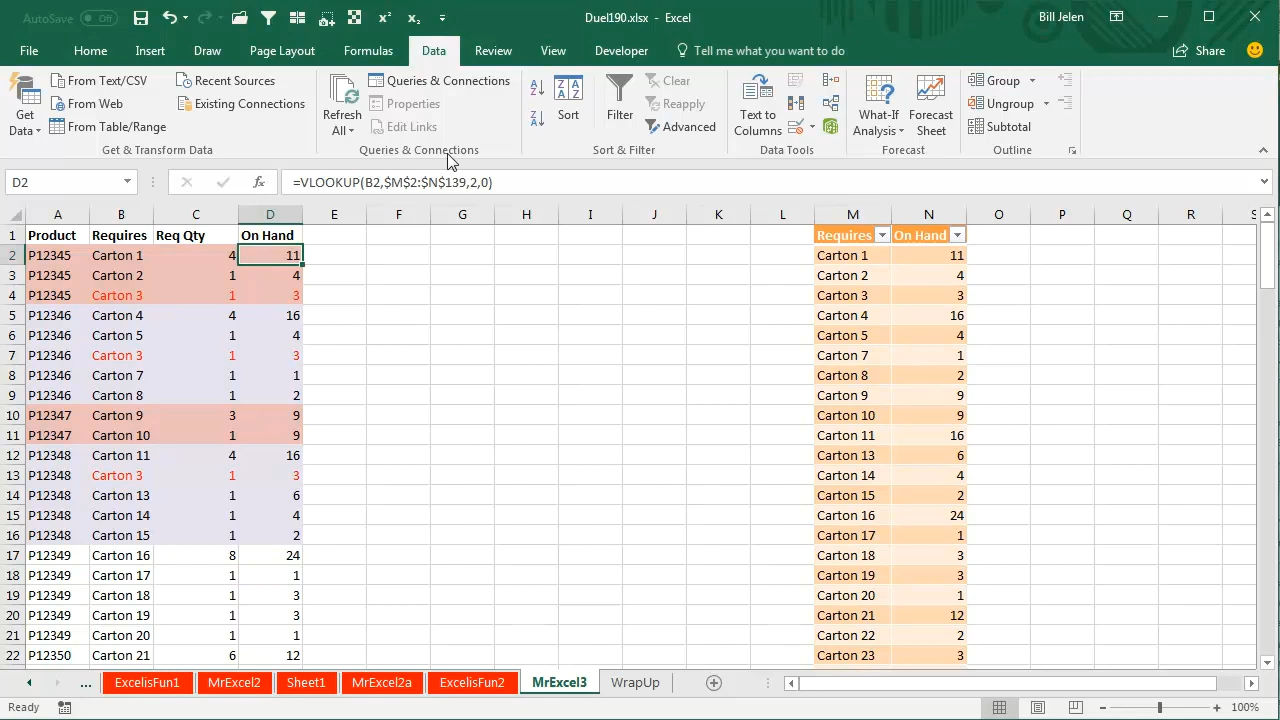 AutoSave Off
Duel190.xlsx - Excel
Bill Jelen
File Home Insert Draw Page Layout Formulas Data Review View Developer Tell me what you want to do Share
Get Data
From Text/CSV
From Web
From Table/Range
Recent Sources
Existing Connections
Get & Transform Data
Refresh All
Queries & Connections
Properties
Edit Links
Queries & Connections
Sort
Filter
Clear
Reapply
Advanced
Sort & Filter
Text to Columns
Data Tools
What-If Analysis
Forecast Sheet
Forecast
Group
Ungroup
Subtotal
Outline
D2 fx =VLOOKUP(B2,$M$2:$N$139,2,0)
A B C D E F G H I J K L M N O P Q R S
1 Product Requires Req Qty On Hand Requires On Hand
2 P12345 Carton 1 4 11 Carton 1 11
3 P12345 Carton 2 1 4 Carton 2 4
4 P12345 Carton 3 1 3 Carton 3 3
5 P12346 Carton 4 4 16 Carton 4 16
6 P12346 Carton 5 1 4 Carton 5 4
7 P12346 Carton 3 1 3 Carton 7 1
8 P12346 Carton 7 1 1 Carton 8 2
9 P12346 Carton 8 1 2 Carton 9 9
10 P12347 Carton 9 3 9 Carton 10 9
11 P12347 Carton 10 1 9 Carton 11 16
12 P12348 Carton 11 4 16 Carton 13 6
13 P12348 Carton 3 1 3 Carton 14 4
14 P12348 Carton 13 1 6 Carton 15 2
15 P12348 Carton 14 1 4 Carton 16 24
16 P12348 Carton 15 1 2 Carton 17 1
17 P12349 Carton 16 8 24 Carton 18 3
18 P12349 Carton 17 1 1 Carton 19 3
19 P12349 Carton 18 1 3 Carton 20 1
20 P12349 Carton 19 1 3 Carton 21 12
21 P12349 Carton 20 1 1 Carton 22 2
22 P12350 Carton 21 6 12 Carton 23 3
... ExcelisFun1 MrExcel2 Sheet1 MrExcel2a ExcelisFun2 MrExcel3 WrapUp
Ready 100%